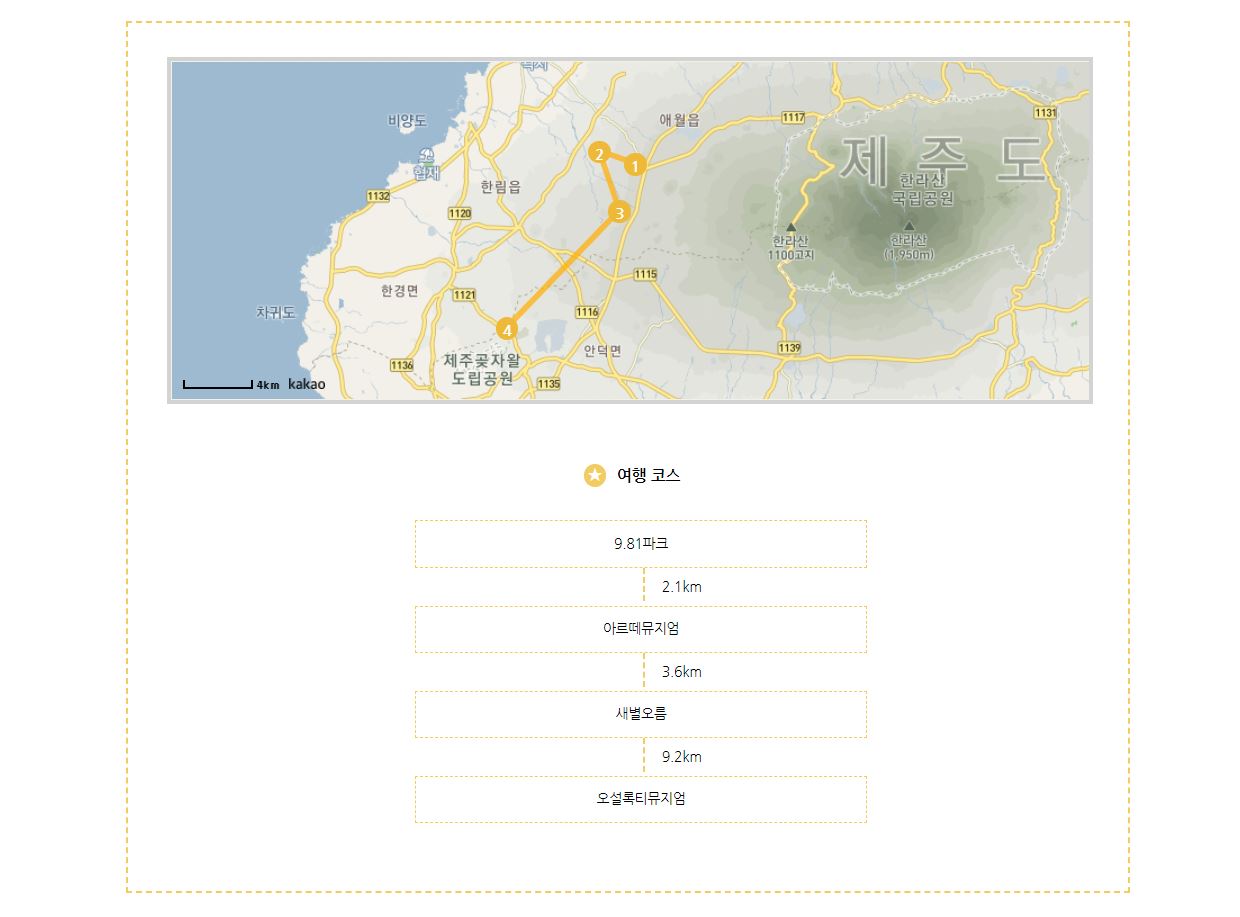 비양도
애월읍
1117
1131
제주도
2
1
협재
한림읍
한라산
국립공원
1132
1120
3
한라산
1100고지
한라산
(1,950m)
1115
한경면
1121
차귀도
1116
4
안덕면
1139
제주곶자왈
도립공원
1136
1135
4km kakao
여행 코스
9.81파크
2.1km
아르떼뮤지엄
3.6km
새별오름
9.2km
오설록티뮤지엄